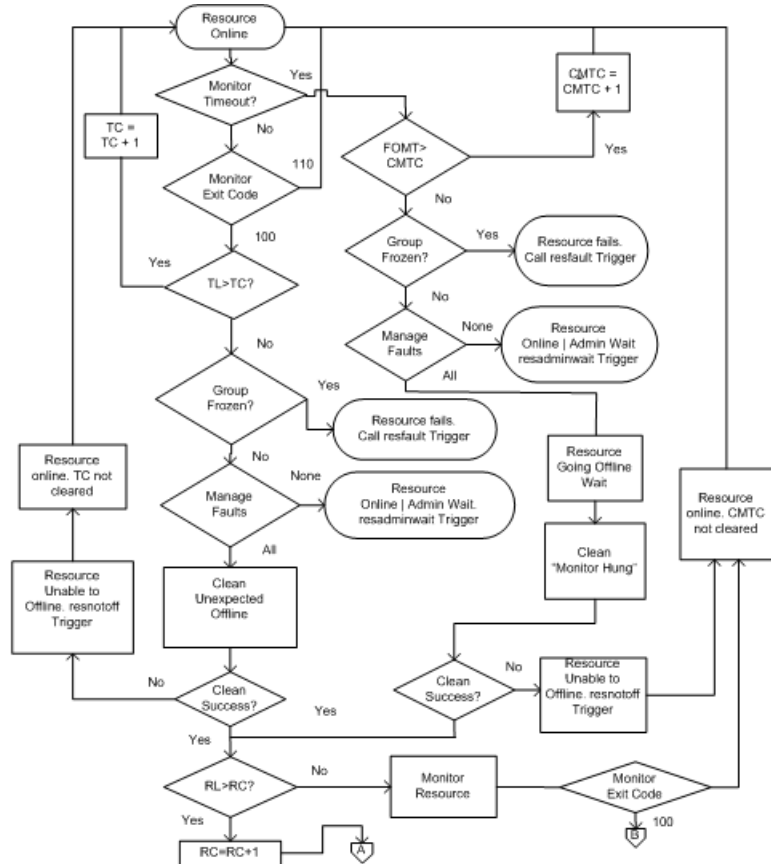 Resource
Online
Yes
Monitor
Timeout?
CMTC =
CMTC + 1
TC =
TC + 1
No
FOMT>
CMTC
Yes
110
Monitor
Exit Code
No
100
Group
Frozen?
Yes
Resource fails.
Call resfault Trigger
Yes
TL>TC?
No
Manage
Faults
None
Resource
Online | Admin Wait
resadminwait Trigger
No
All
Group
Frozen?
Yes
Resource fails.
Call resfault Trigger
Resource
online. TC not
cleared
Resource
Going Offline
Wait
No
None
Manage
Faults
Resource
Online | Admin Wait.
resadminwait Trigger
Resource
online. CMTC
not cleared
All
Clean
"Monitor Hung"
Resource
Unable to
Offline. resnotoff
Trigger
Clean
Unexpected
Offline
No
Clean
Success?
Yes
Clean
Success?
No
Resource
Unable to
Offline. resnotoff
Trigger
Yes
RL>RC?
No
Monitor
Resource
Monitor
Exit Code
Yes
100
RC=RC+1
A
B